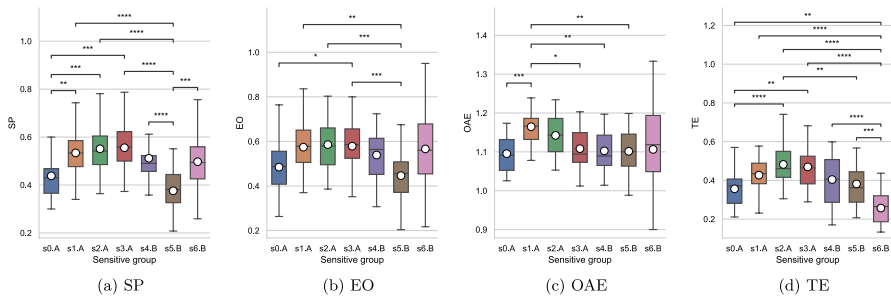 ****
****
***
***
****
***
**
****
1.0
0.8
0.6
0.4
0.2
SP
s0.A s1.A s2.A s3.A s4.B s5.B s6.B
Sensitive group
(a) SP
**
***
*
***
1.0
0.8
0.6
0.4
0.2
EO
s0.A s1.A s2.A s3.A s4.B s5.B s6.B
Sensitive group
(b) EO
**
**
*
***
1.4
1.3
1.2
1.1
1.0
0.9
OAE
s0.A s1.A s2.A s3.A s4.B s5.B s6.B
Sensitive group
(c) OAE
**
****
****
****
**
**
****
****
***
1.2
1.0
0.8
0.6
0.4
0.2
TE
s0.A s1.A s2.A s3.A s4.B s5.B s6.B
Sensitive group
(d) TE